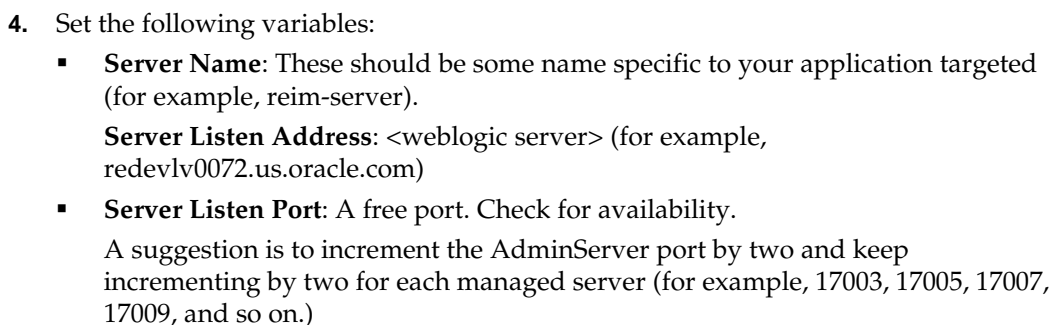 4. Set the following variables:
▪ Server Name: These should be some name specific to your application targeted
(for example, reim-server).
Server Listen Address: <weblogic server> (for example,
redevlv0072.us.oracle.com)
▪ Server Listen Port: A free port. Check for availability.
A suggestion is to increment the AdminServer port by two and keep
incrementing by two for each managed server (for example, 17003, 17005, 17007,
17009, and so on.)